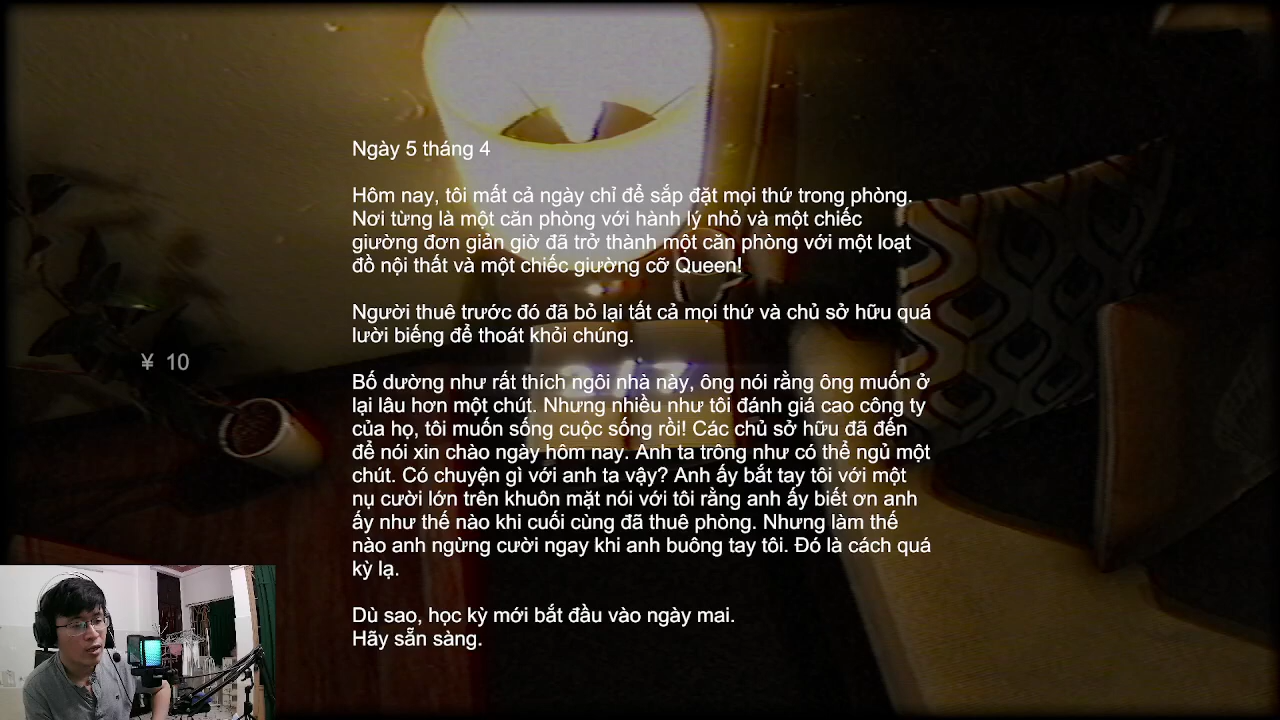 Ngày 5 tháng 4
Hôm nay, tôi mất cả ngày chỉ để sắp đặt mọi thứ trong phòng.
Nơi từng là một căn phòng với hành lý nhỏ và một chiếc
giường đơn giản giờ đã trở thành một căn phòng với một loạt
đồ nội thất và một chiếc giường cỡ Queen!
Người thuê trước đó đã bỏ lại tất cả mọi thứ và chủ sở hữu quá
lười biếng để thoát khỏi chúng.
¥ 10
Bố dường như rất thích ngôi nhà này, ông nói rằng ông muốn ở
lại lâu hơn một chút. Nhưng nhiều như tôi đánh giá cao công ty
của họ, tôi muốn sống cuộc sống rồi! Các chủ sở hữu đã đến
để nói xin chào ngày hôm nay. Anh ta trông như có thể ngủ một
chút. Có chuyện gì với anh ta vậy? Anh ấy bắt tay tôi với một
nụ cười lớn trên khuôn mặt nói với tôi rằng anh ấy biết ơn anh
ấy như thế nào khi cuối cùng đã thuê phòng. Nhưng làm thế
nào anh ngừng cười ngay khi anh buông tay tôi. Đó là cách quá
kỳ lạ.
Dù sao, học kỳ mới bắt đầu vào ngày mai.
Hãy sẵn sàng.